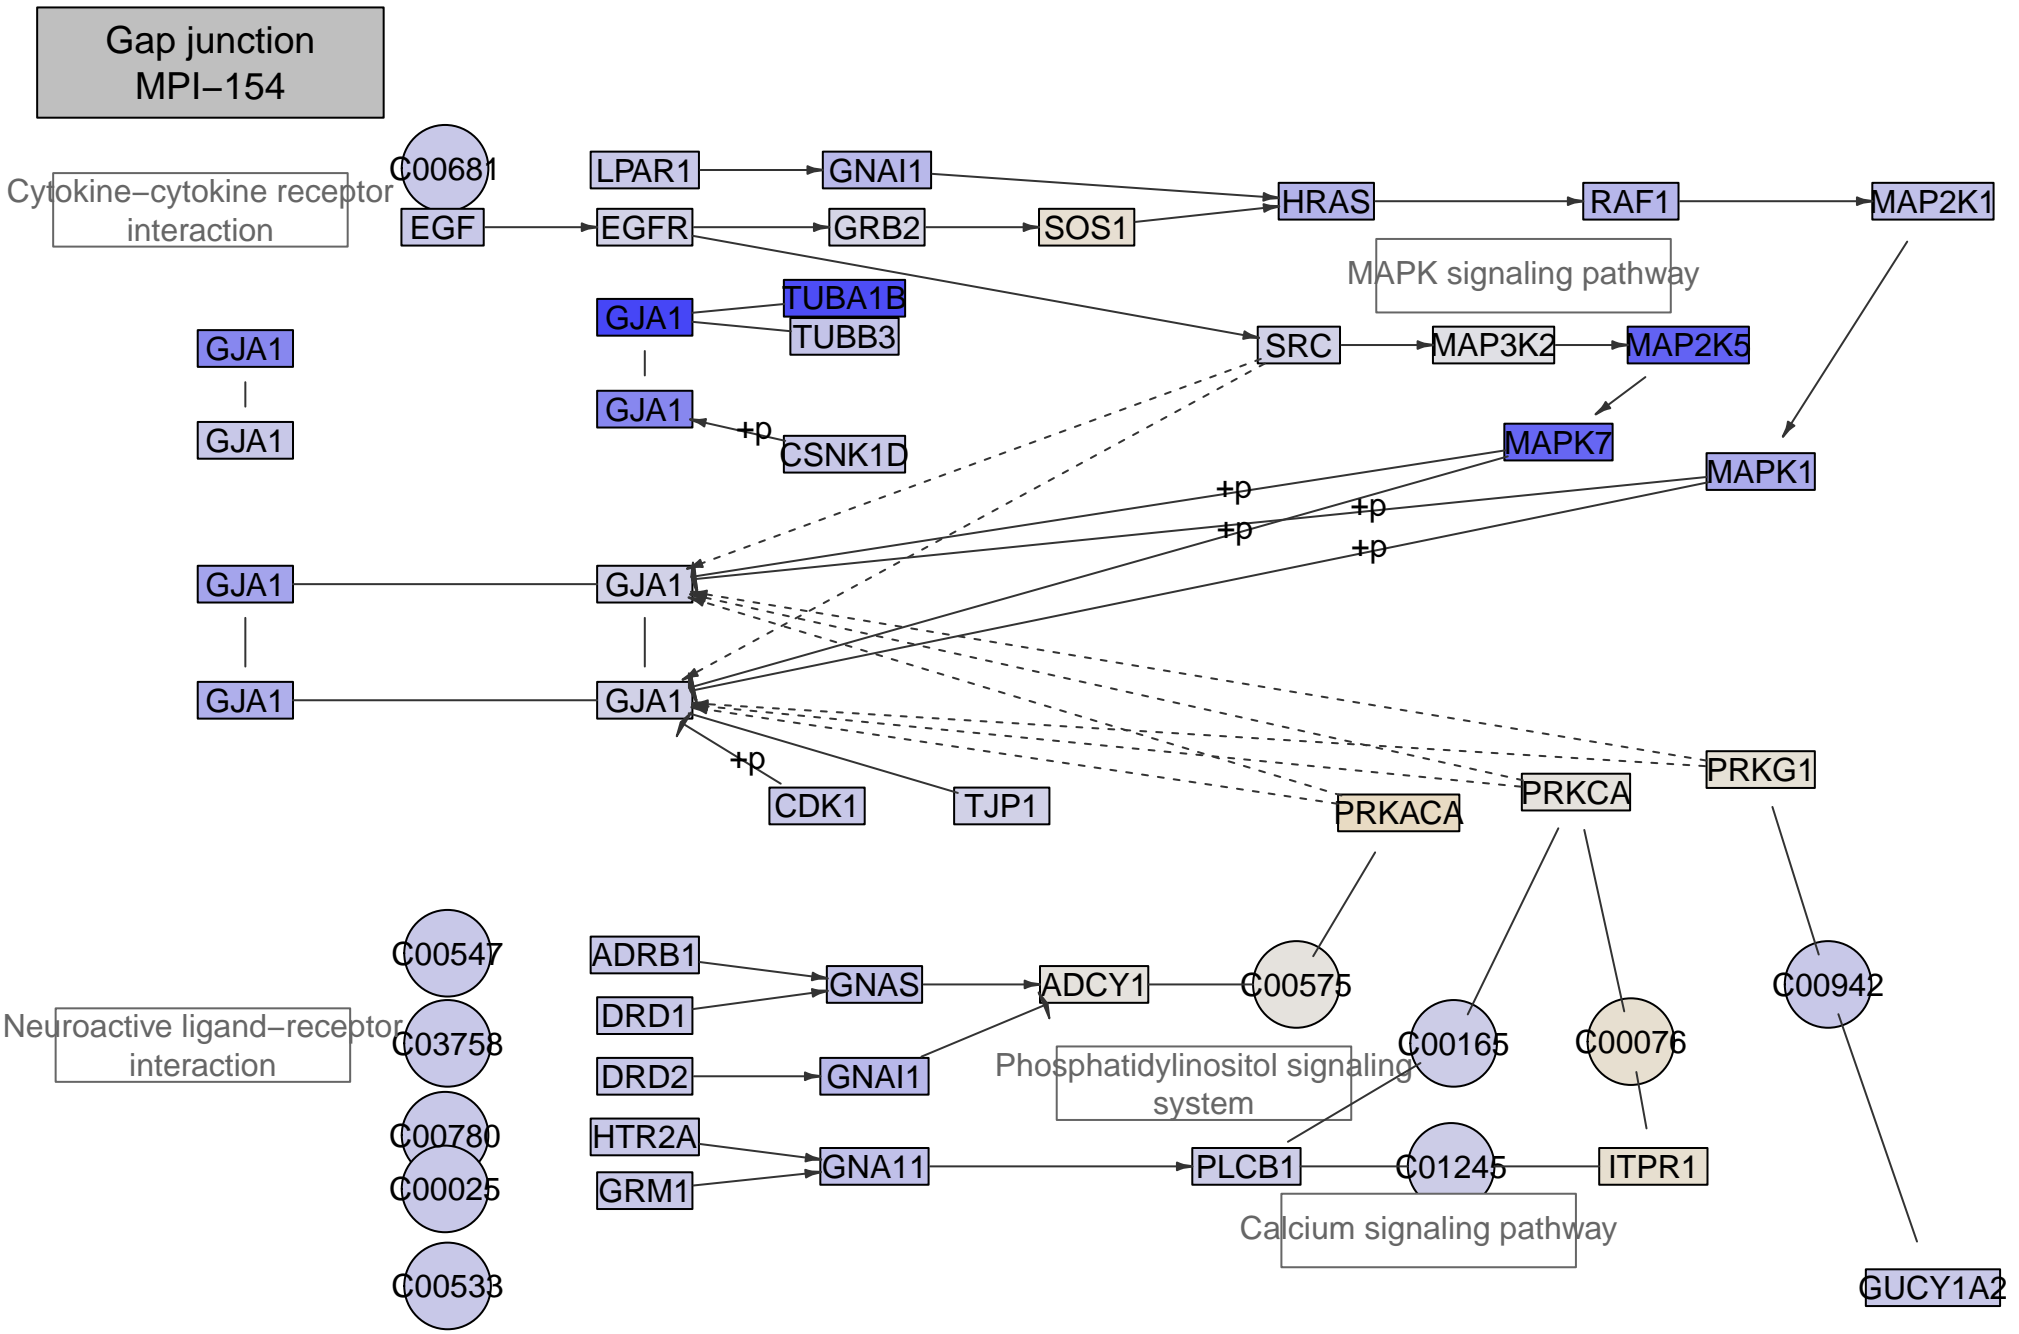 Gap junction
MPI−154
C00681
LPAR1
GNAI1
Cytokine−cytokine receptor
interaction
HRAS
RAF1
MAP2K1
EGF
EGFR
GRB2
SOS1
MAPK signaling pathway
TUBA1B
GJA1
TUBB3
GJA1
SRC
MAP3K2
MAP2K5
GJA1
+p
GJA1
CSNK1D
MAPK7
MAPK1
+p
+p
+p
+p
GJA1
GJA1
GJA1
GJA1
+p
CDK1
TJP1
PRKACA
PRKCA
PRKG1
C00547
ADRB1
GNAS
ADCY1
C00575
C00942
DRD1
Neuroactive ligand−receptor
interaction
C03758
C00165
C00076
DRD2
GNAI1
Phosphatidylinositol signaling
system
C00780
HTR2A
GNA11
PLCB1
C01245
ITPR1
C00025
GRM1
Calcium signaling pathway
C00533
GUCY1A2